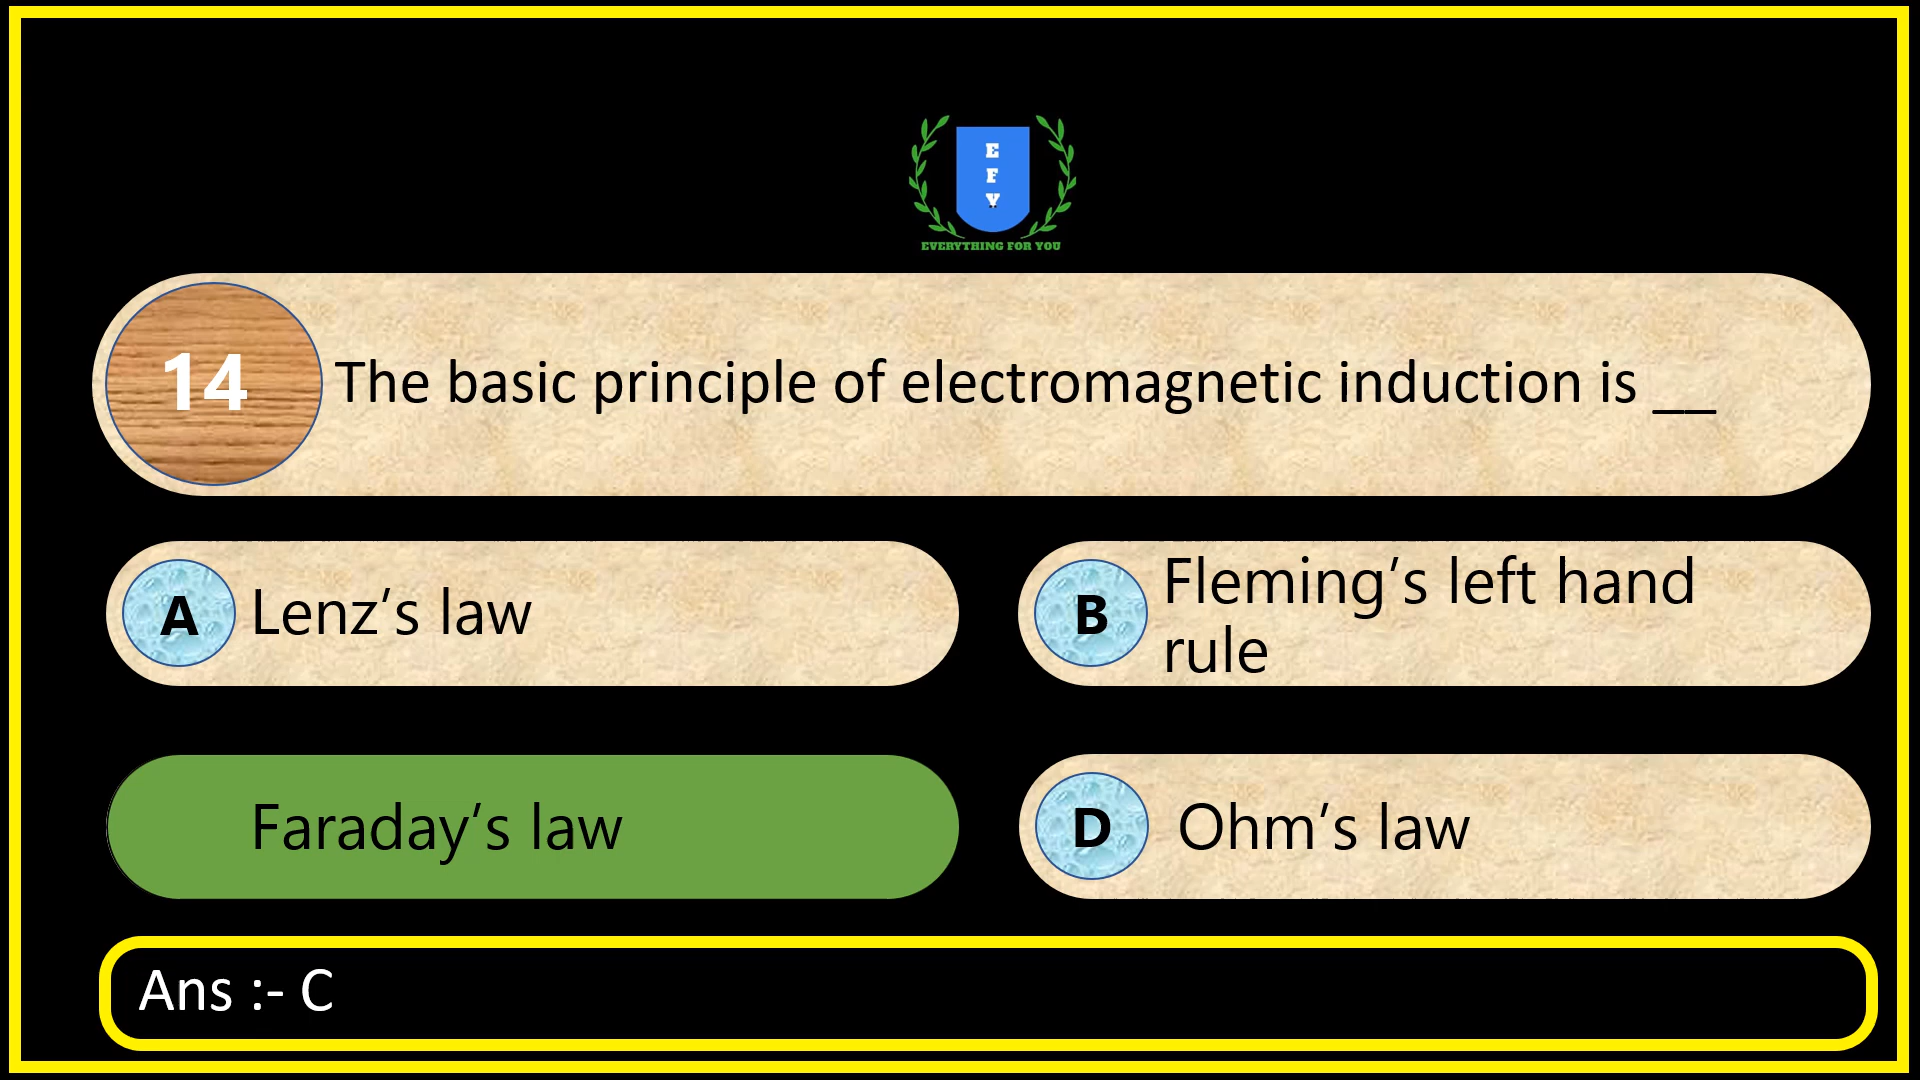 E
F
Y
EVERYTHING FOR YOU
14
The basic principle of electromagnetic induction is __
A
Lenz’s law
B
Fleming’s left hand
rule
Faraday’s law
D
Ohm’s law
Ans :- C